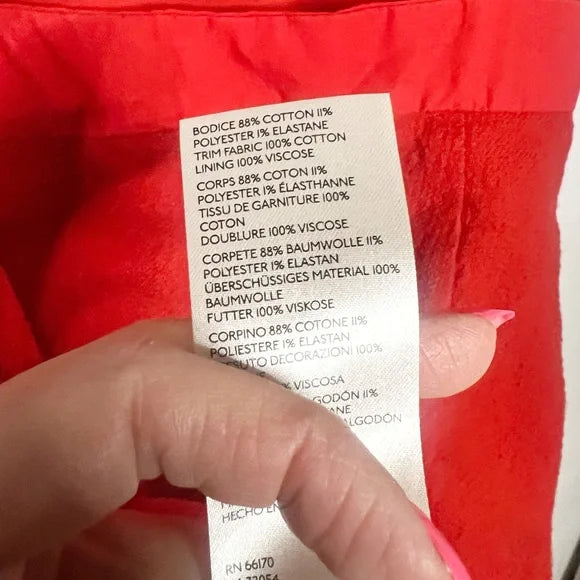 BODICE 88% COTTON 11%
POLYESTER 1% ELASTANE
TRIM FABRIC 100% COTTON
LINING 100% VISCOSE
CORPS 88% COTON 11%
POLYESTER 1% ÉLASTHANNE
TISSU DE GARNITURE 100%
COTON
DOUBLURE 100% VISCOSE
CORPETE 88% BAUMWOLLE 11%
POLYESTER 1% ELASTAN
ÜBERSCHÜSSIGES MATERIAL 100%
BAUMWOLLE
FUTTER 100% VISKOSE
CORPINO 88% COTONE 11%
POLIESTERE 1% ELASTAN
DECORAZIONI 100%
VISCOSA
11%
ALGODÓN
HECHO
RN 66170